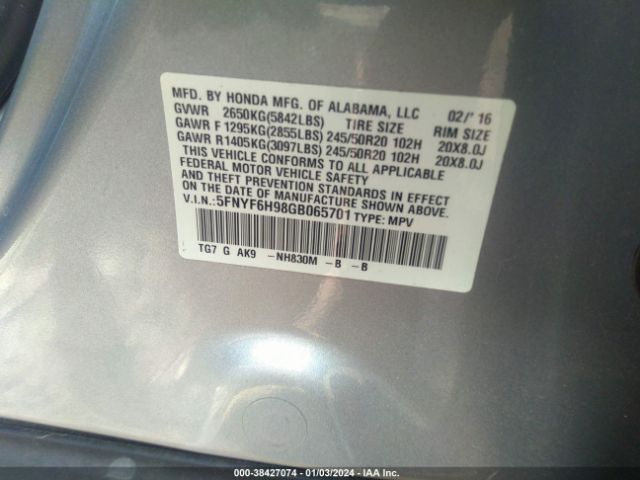 MFD. BY HONDA MFG. OF ALABAMA, LLC 02/' 16
GVWR 2650KG(5842LBS) TIRE SIZE RIM SIZE
GAWR F 1295KG(2855LBS) 245/50R20 102H 20X8.0J
GAWR R1405KG(3097LBS) 245/50R20 102H 20X8.0J
THIS VEHICLE CONFORMS TO ALL APPLICABLE
FEDERAL MOTOR VEHICLE SAFETY
AND THEFT PREVENTION STANDARDS IN EFFECT
ON THE DATE OF MANUFACTURE SHOWN ABOVE.
V.I.N.:5FNYF6H98GB065701 TYPE: MPV
TG7 G AK9 -NH830M -B -B
000-38427074 - 01/03/2024 - IAA Inc.